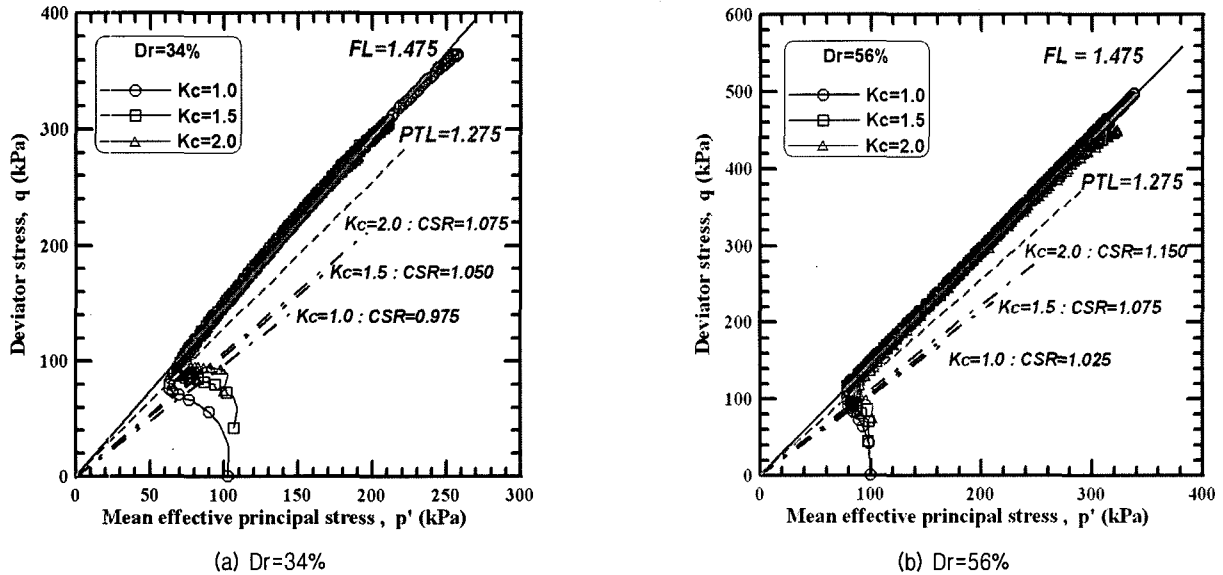 400
300
200
100
0
Deviator stress, q (kPa)
Dr=34%
Kc=1.0
Kc=1.5
Kc=2.0
FL=1.475
PTL=1.275
Kc=2.0 : CSR=1.075
Kc=1.5 : CSR=1.050
Kc=1.0 : CSR=0.975
0 50 100 150 200 250 300
Mean effective principal stress , p' (kPa)
(a) Dr=34%
600
500
400
300
200
100
0
Deviator stress, q (kPa)
Dr=56%
Kc=1.0
Kc=1.5
Kc=2.0
FL = 1.475
PTL=1.275
Kc=2.0 : CSR=1.150
Kc=1.5 : CSR=1.075
Kc=1.0 : CSR=1.025
0 100 200 300 400
Mean effective principal stress , p' (kPa)
(b) Dr=56%